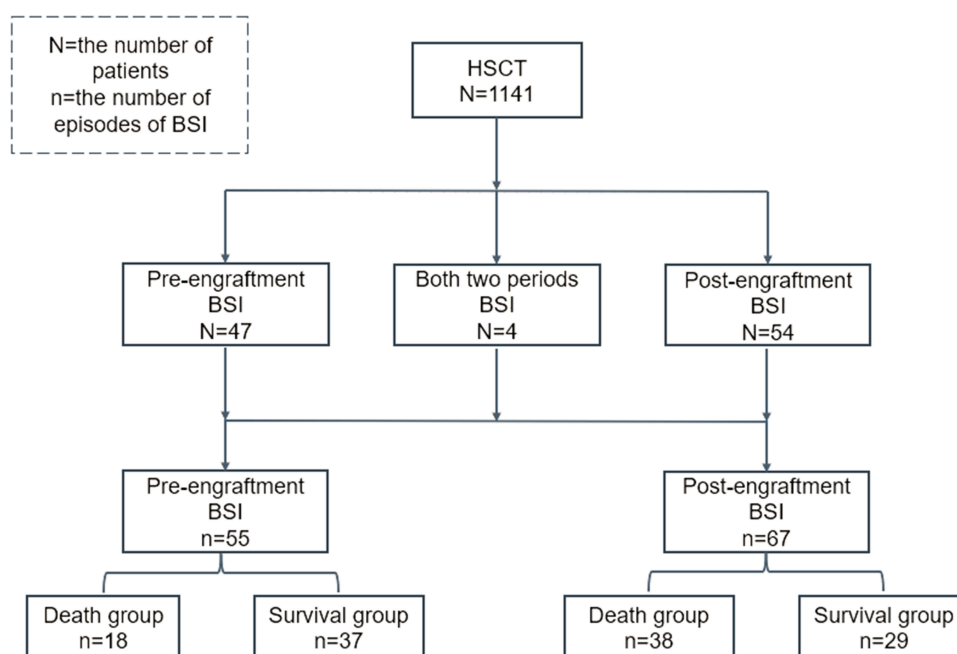 N=the number of
patients
n=the number of
episodes of BSI
HSCT
N=1141
Pre-engraftment
BSI
N=47
Both two periods
BSI
N=4
Post-engraftment
BSI
N=54
Pre-engraftment
BSI
n=55
Post-engraftment
BSI
n=67
Death group
n=18
Survival group
n=37
Death group
n=38
Survival group
n=29